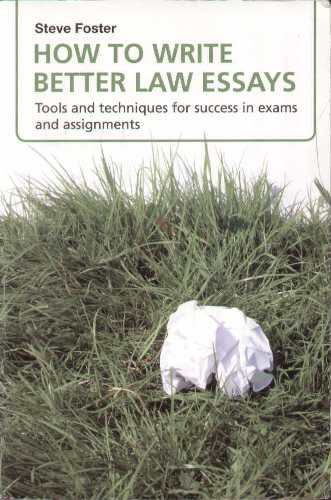 Steve Foster
HOW TO WRITE
BETTER LAW ESSAYS
Tools and techniques for success in exams
and assignments